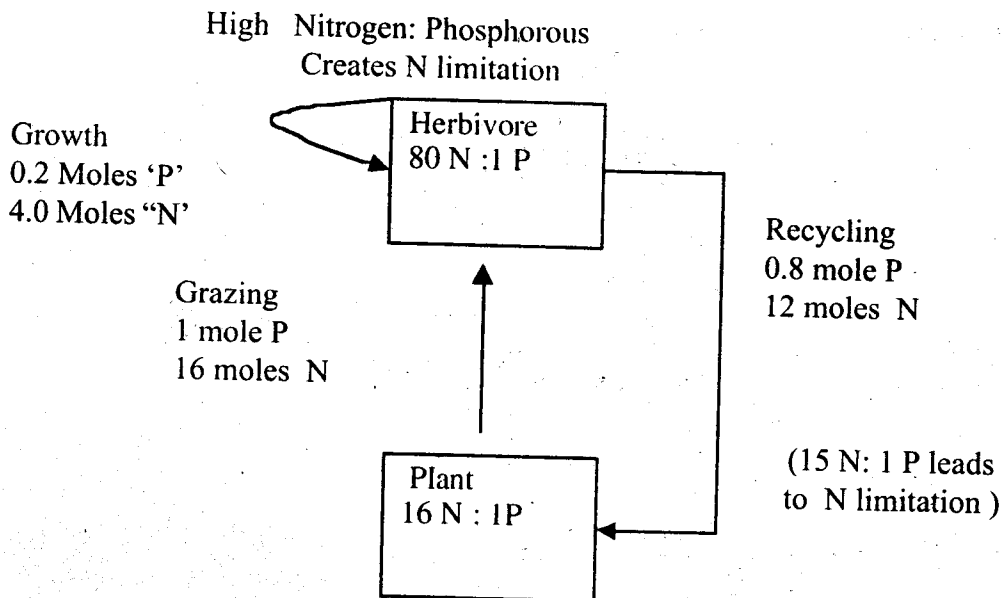 High Nitrogen: Phosphorous
Creates N limitation
Herbivore
80 N :1 P
Growth
0.2 Moles ‘P’
4.0 Moles “N’
Recycling
0.8 mole P
12 moles N
Grazing
1 mole P
16 moles N
(15 N: 1 P leads
to N limitation )
Plant
16 N : 1P